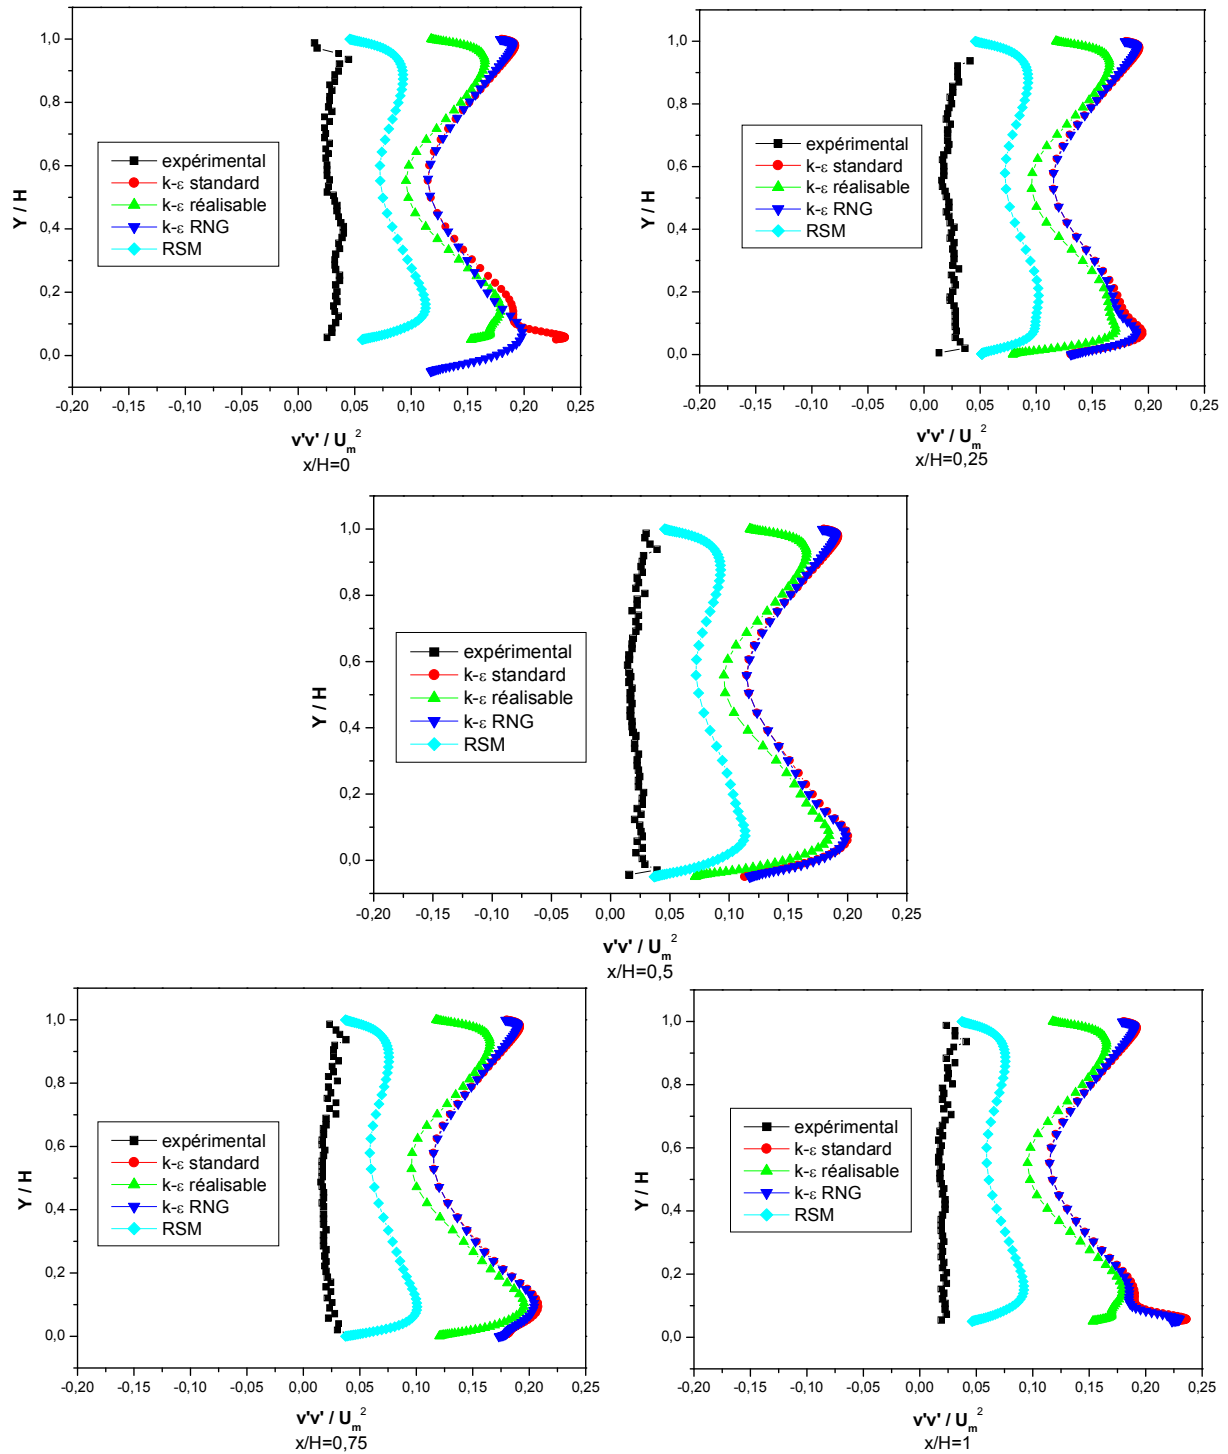 1,0
0,8
0,6
0,4
0,2
0,0
Y / H
expérimental
k-ε standard
k-ε réalisable
k-ε RNG
RSM
-0,20 -0,15 -0,10 -0,05 0,00 0,05 0,10 0,15 0,20 0,25
v'v' / U_m^2
x/H=0
1,0
0,8
0,6
0,4
0,2
0,0
Y / H
expérimental
k-ε standard
k-ε réalisable
k-ε RNG
RSM
-0,20 -0,15 -0,10 -0,05 0,00 0,05 0,10 0,15 0,20 0,25
v'v' / U_m^2
x/H=0,25
1,0
0,8
0,6
0,4
0,2
0,0
Y / H
expérimental
k-ε standard
k-ε réalisable
k-ε RNG
RSM
-0,20 -0,15 -0,10 -0,05 0,00 0,05 0,10 0,15 0,20 0,25
v'v' / U_m^2
x/H=0,5
1,0
0,8
0,6
0,4
0,2
0,0
Y / H
expérimental
k-ε standard
k-ε réalisable
k-ε RNG
RSM
-0,20 -0,15 -0,10 -0,05 0,00 0,05 0,10 0,15 0,20 0,25
v'v' / U_m^2
x/H=0,75
1,0
0,8
0,6
0,4
0,2
0,0
Y / H
expérimental
k-ε standard
k-ε réalisable
k-ε RNG
RSM
-0,20 -0,15 -0,10 -0,05 0,00 0,05 0,10 0,15 0,20 0,25
v'v' / U_m^2
x/H=1